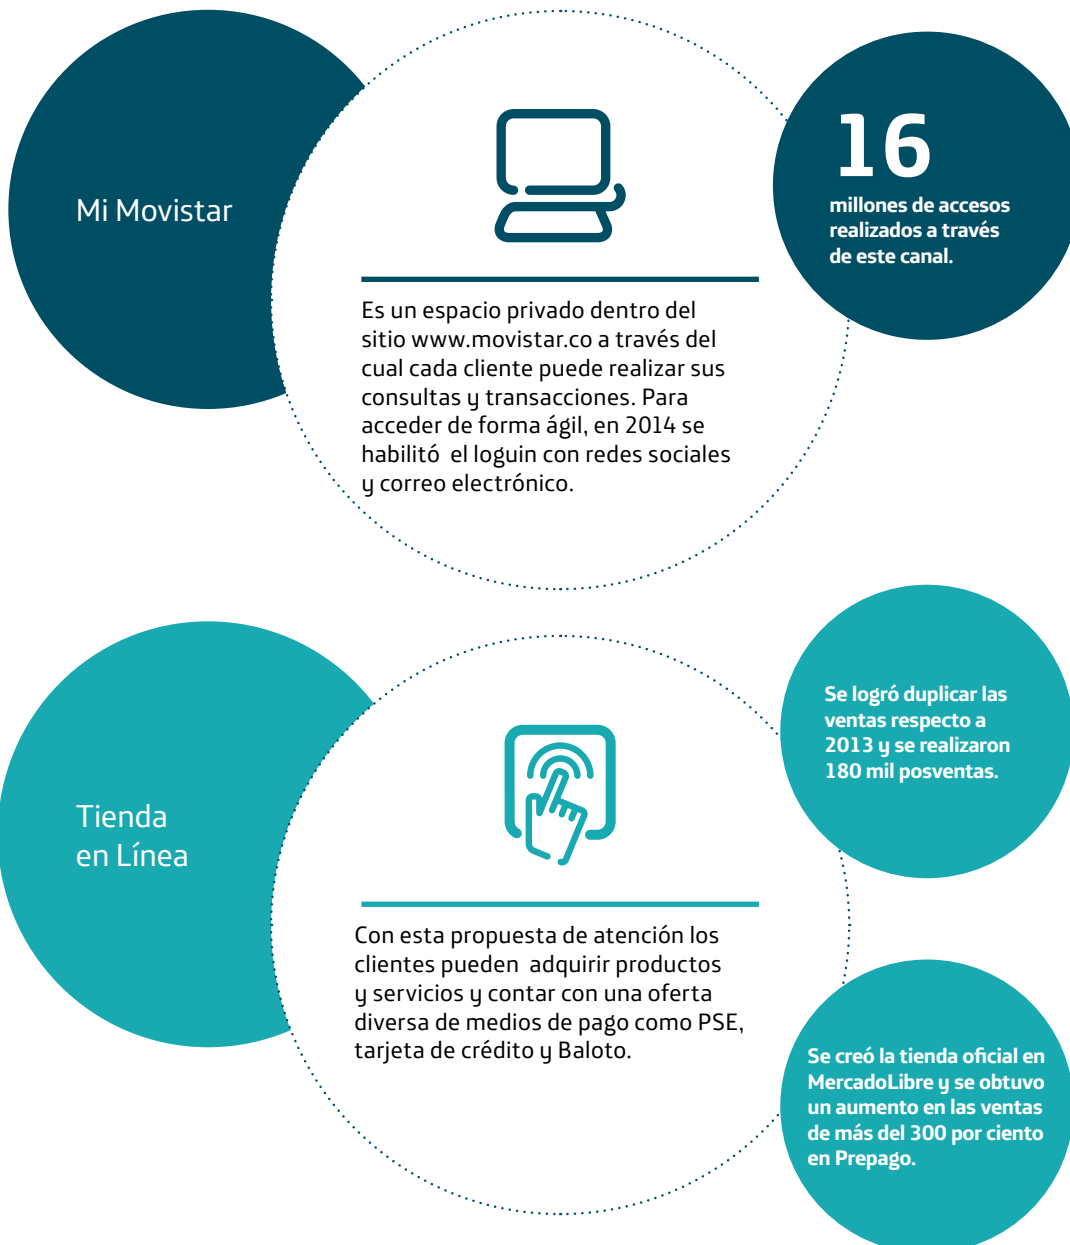 Mi Movistar
16
millones de accesos
realizados a través
de este canal.
Es un espacio privado dentro del
sitio www.movistar.co a través del
cual cada cliente puede realizar sus
consultas y transacciones. Para
acceder de forma ágil, en 2014 se
habilitó  el loguin con redes sociales
y correo electrónico.
Tienda
en Línea
Con esta propuesta de atención los
clientes pueden  adquirir productos
y servicios y contar con una oferta
diversa de medios de pago como PSE,
tarjeta de crédito y Baloto.
Se logró duplicar las
ventas respecto a
2013 y se realizaron
180 mil posventas.
Se creó la tienda oficial en
MercadoLibre y se obtuvo
un aumento en las ventas
de más del 300 por ciento
en Prepago.